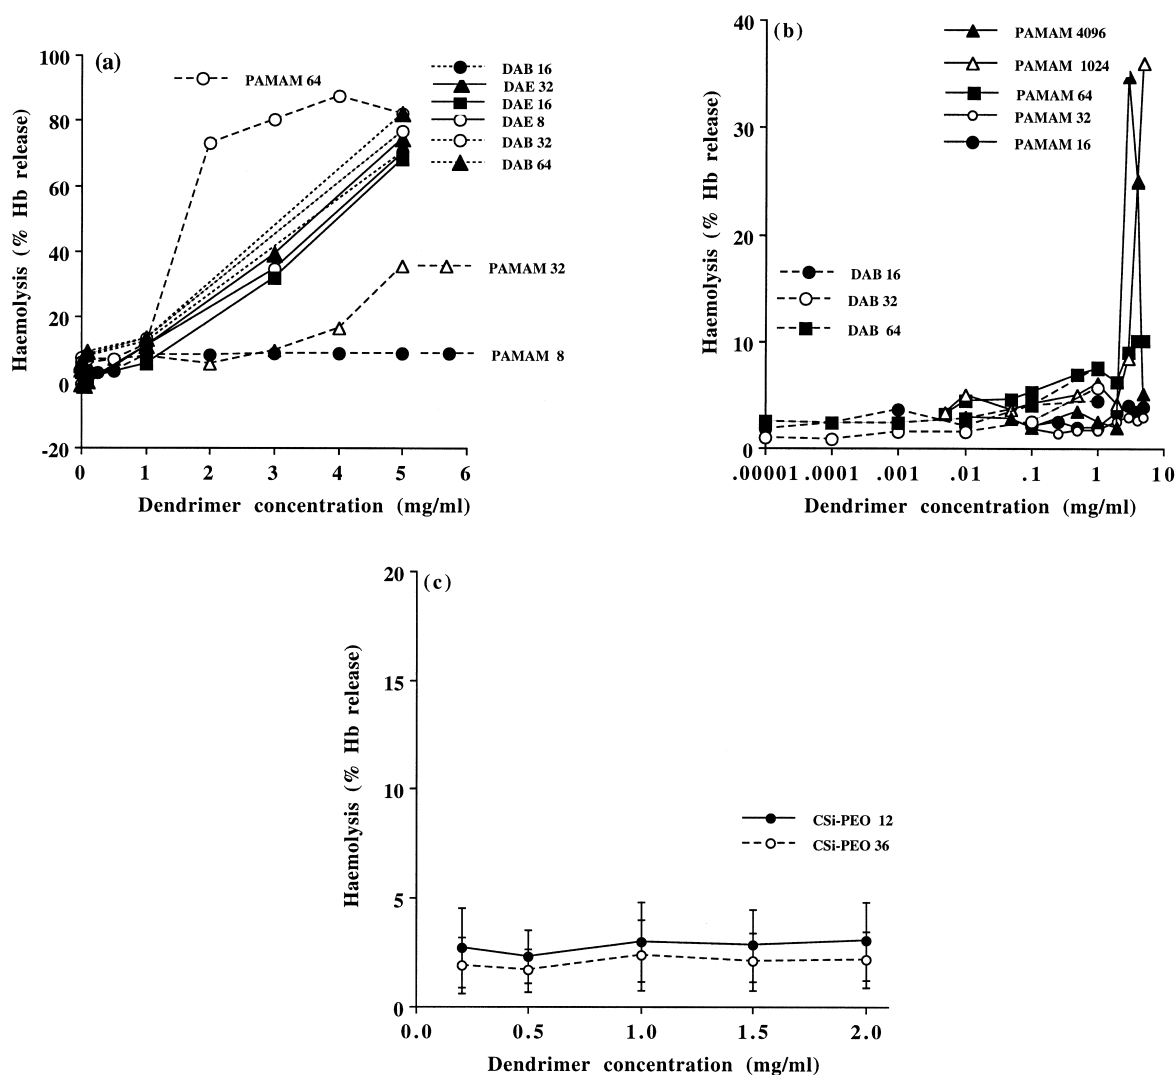 (a)
100
80
60
40
20
0
-20
Haemolysis (% Hb release)
PAMAM 64
DAB 16
DAE 32
DAE 16
DAE 8
DAB 32
DAB 64
PAMAM 32
PAMAM 8
0 1 2 3 4 5 6
Dendrimer concentration (mg/ml)
(b)
40
30
20
10
0
Haemolysis (% Hb release)
PAMAM 4096
PAMAM 1024
PAMAM 64
PAMAM 32
PAMAM 16
DAB 16
DAB 32
DAB 64
.00001 .0001 .001 .01 .1 1 10
Dendrimer concentration (mg/ml)
(c)
20
15
10
5
0
Haemolysis (% Hb release)
CSi-PEO 12
CSi-PEO 36
0.0 0.5 1.0 1.5 2.0
Dendrimer concentration (mg/ml)